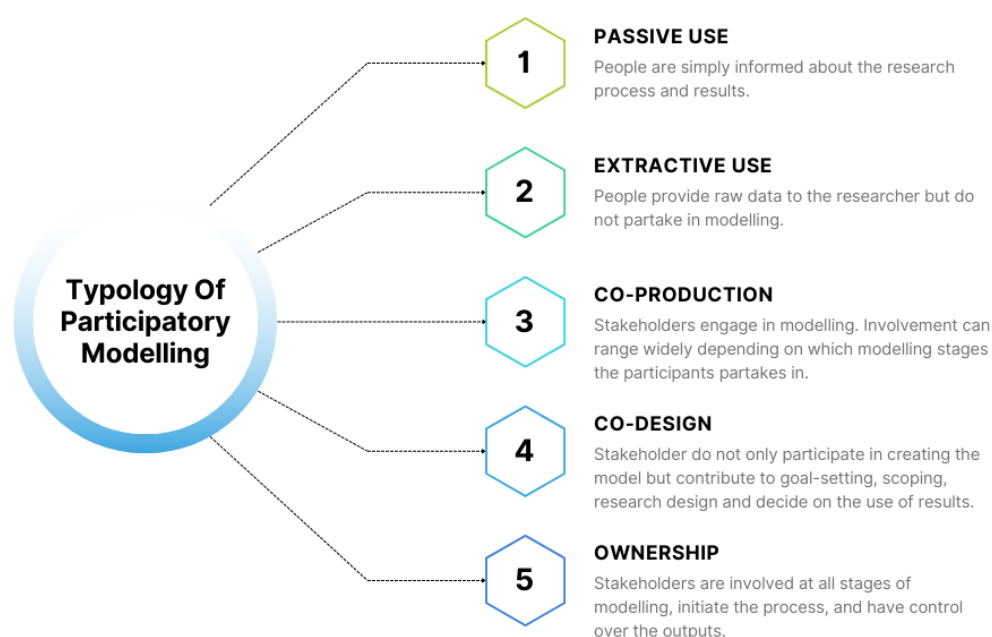 Typology Of
Participatory
Modelling
1
PASSIVE USE
People are simply informed about the research
process and results.
2
EXTRACTIVE USE
People provide raw data to the researcher but do
not partake in modelling.
3
CO-PRODUCTION
Stakeholders engage in modelling. Involvement can
range widely depending on which modelling stages
the participants partakes in.
4
CO-DESIGN
Stakeholder do not only participate in creating the
model but contribute to goal-setting, scoping,
research design and decide on the use of results.
5
OWNERSHIP
Stakeholders are involved at all stages of
modelling, initiate the process, and have control
over the outputs.